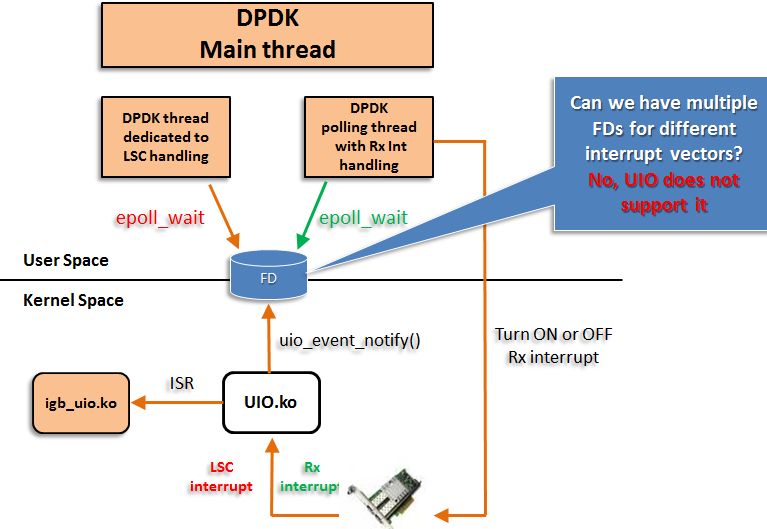 DPDK
Main thread
DPDK thread
dedicated to
LSC handling
DPDK
polling thread
with Rx Int
handling
Can we have multiple
FDs for different
interrupt vectors?
No, UIO does not
support it
epoll_wait
epoll_wait
User Space
FD
Kernel Space
uio_event_notify()
Turn ON or OFF
Rx interrupt
ISR
igb_uio.ko
UIO.ko
LSC
interrupt
Rx
interrupt